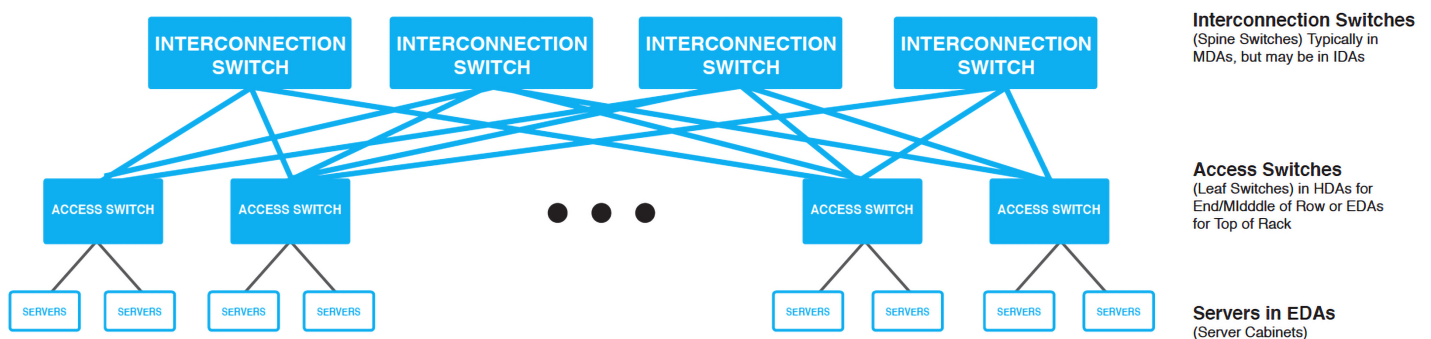 INTERCONNECTION
SWITCH
INTERCONNECTION
SWITCH
INTERCONNECTION
SWITCH
INTERCONNECTION
SWITCH
Interconnection Switches
(Spine Switches) Typically in
MDAs, but may be in IDAs
ACCESS SWITCH
ACCESS SWITCH
ACCESS SWITCH
ACCESS SWITCH
Access Switches
(Leaf Switches) in HDAs for
End/MIdddle of Row or EDAs
for Top of Rack
SERVERS
SERVERS
SERVERS
SERVERS
SERVERS
SERVERS
SERVERS
SERVERS
Servers in EDAs
(Server Cabinets)